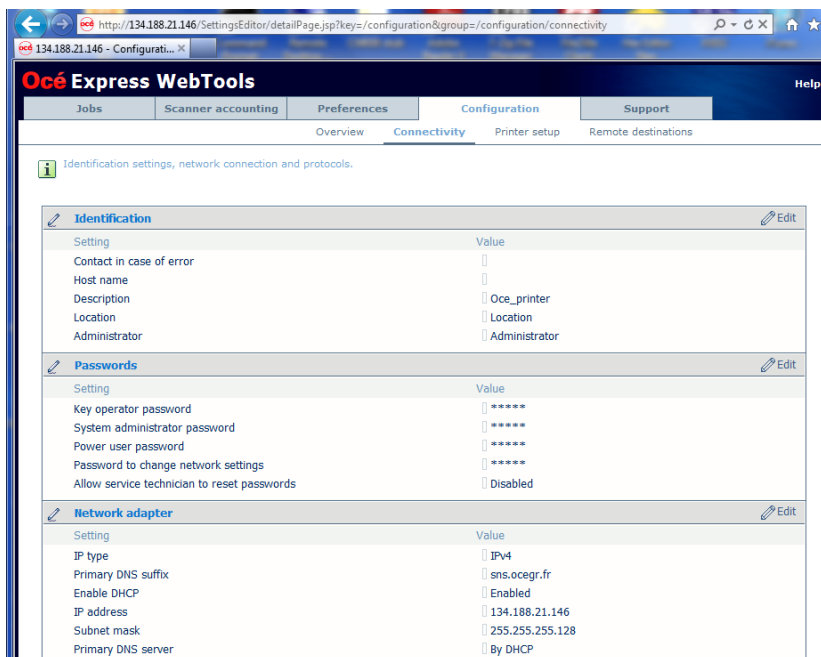 océ http://134.188.21.146/SettingsEditor/detailPage.jsp?key=/configuration&group=/configuration/connectivity
océ 134.188.21.146 - Configurati...
Océ Express WebTools
Help
Jobs Scanner accounting Preferences Configuration Support
Overview Connectivity Printer setup Remote destinations
i Identification settings, network connection and protocols.
Identification Edit
Setting Value
Contact in case of error
Host name
Description Oce_printer
Location Location
Administrator Administrator
Passwords Edit
Setting Value
Key operator password *****
System administrator password *****
Power user password *****
Password to change network settings *****
Allow service technician to reset passwords Disabled
Network adapter Edit
Setting Value
IP type IPv4
Primary DNS suffix sns.ocegr.fr
Enable DHCP Enabled
IP address 134.188.21.146
Subnet mask 255.255.255.128
Primary DNS server By DHCP